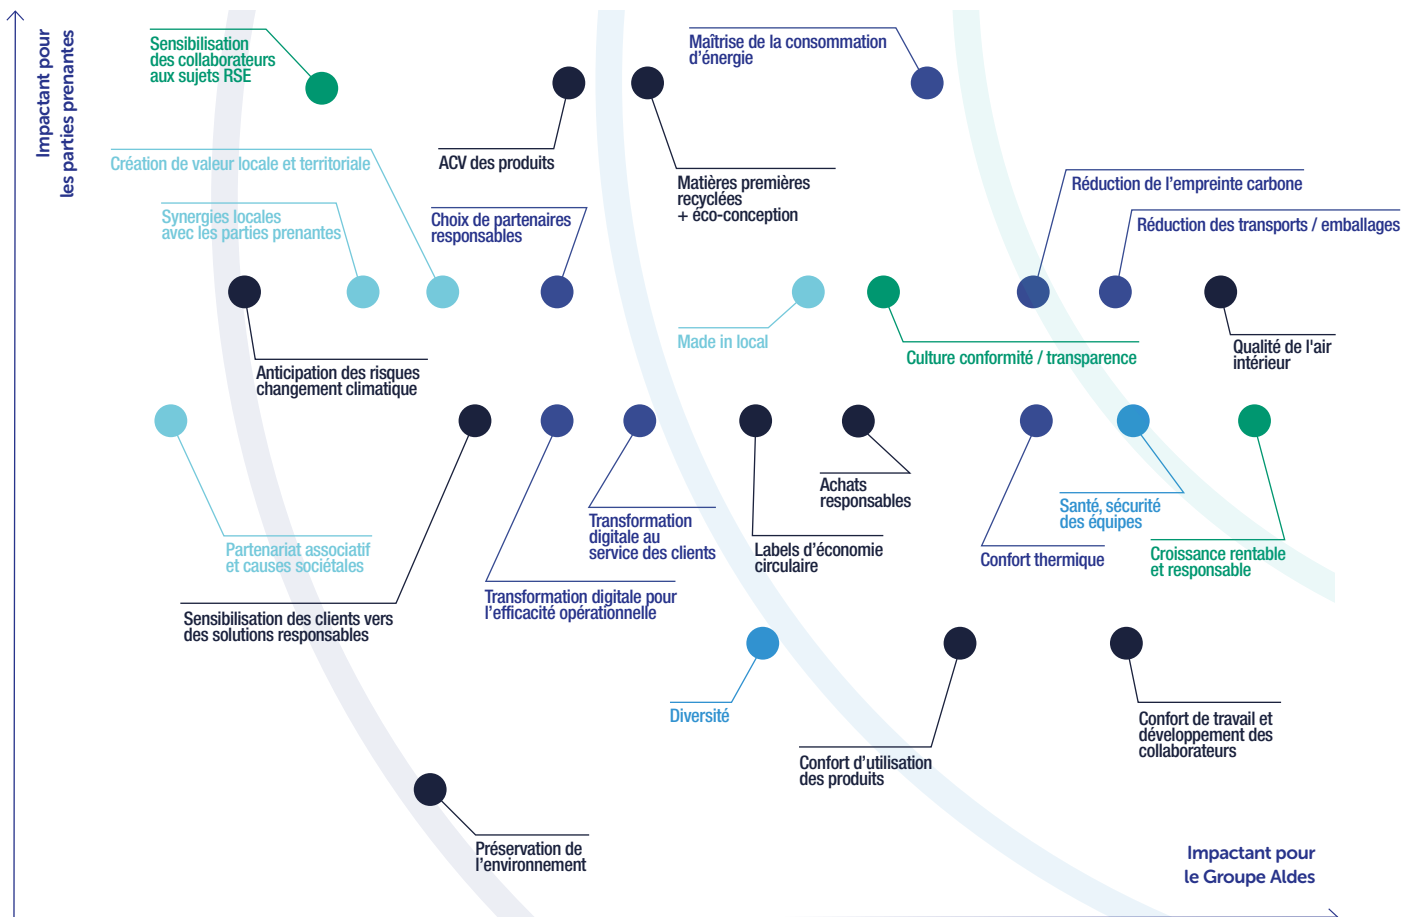 Impactant pour
les parties prenantes
Sensibilisation
des collaborateurs
aux sujets RSE
Maîtrise de la consommation
d’énergie
Création de valeur locale et territoriale
ACV des produits
Matières premières
recyclées
+ éco-conception
Réduction de l’empreinte carbone
Synergies locales
avec les parties prenantes
Choix de partenaires
responsables
Réduction des transports / emballages
Made in local
Culture conformité / transparence
Qualité de l'air
intérieur
Anticipation des risques
changement climatique
Achats
responsables
Santé, sécurité
des équipes
Transformation
digitale au
service des clients
Partenariat associatif
et causes sociétales
Labels d’économie
circulaire
Confort thermique
Croissance rentable
et responsable
Transformation digitale pour
l’efficacité opérationnelle
Sensibilisation des clients vers
des solutions responsables
Diversité
Confort de travail et
développement des
collaborateurs
Confort d’utilisation
des produits
Préservation de
l’environnement
Impactant pour
le Groupe Aldes